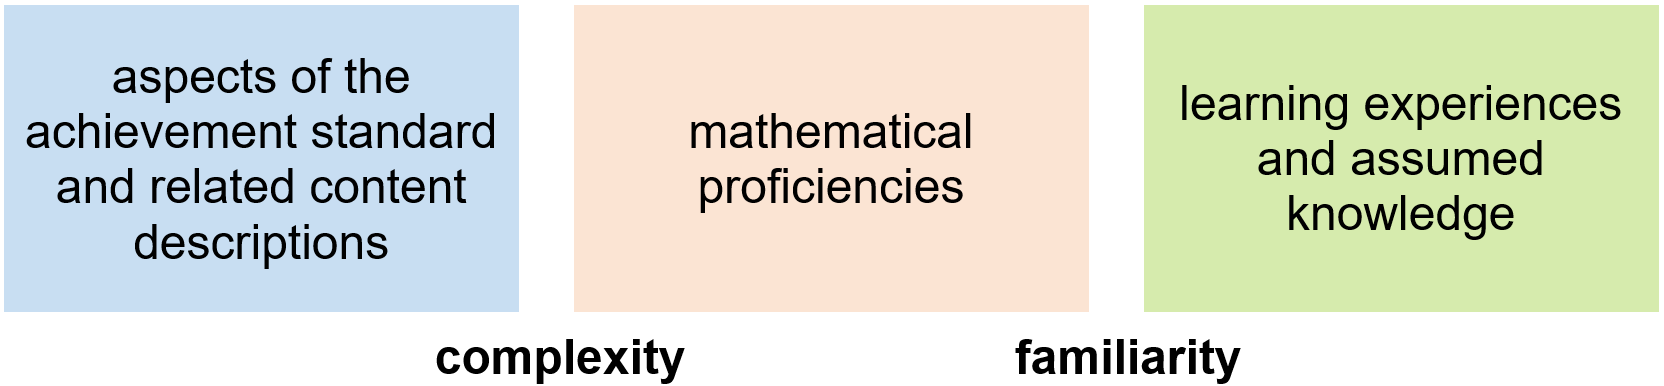 aspects of the
achievement standard
and related content
descriptions
mathematical
proficiencies
learning experiences
and assumed
knowledge
complexity
familiarity